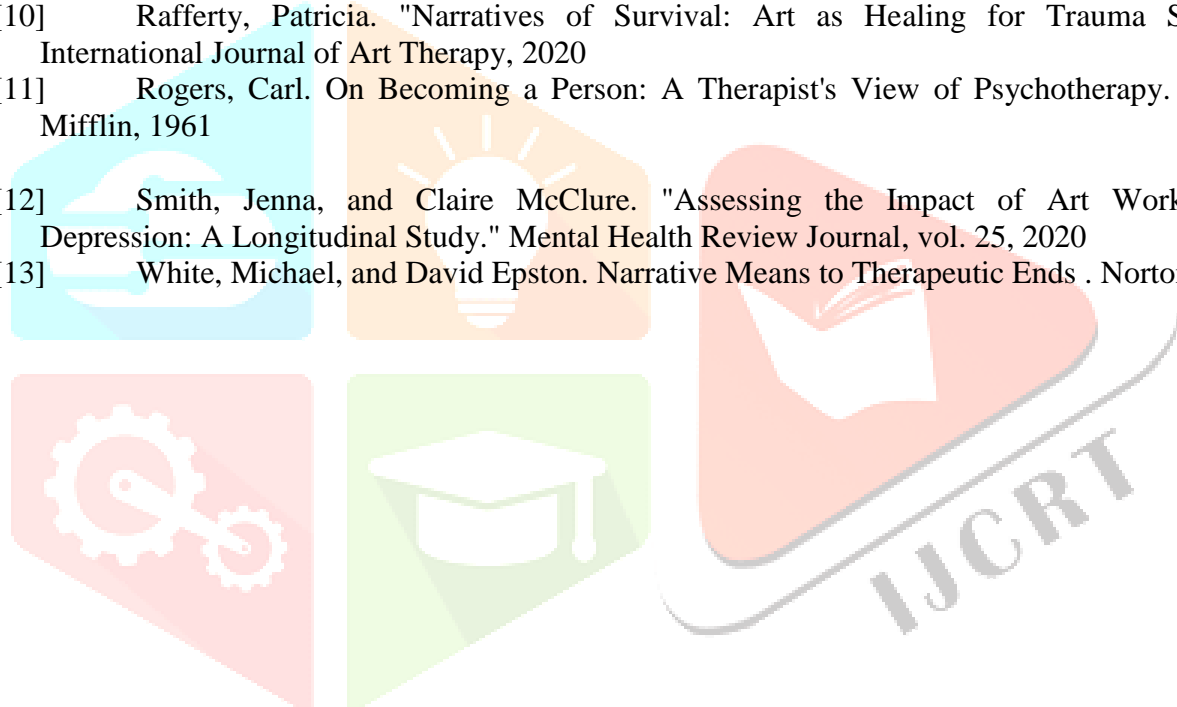 [10] Rafferty, Patricia. "Narratives of Survival: Art as Healing for Trauma S
International Journal of Art Therapy, 2020
[11] Rogers, Carl. On Becoming a Person: A Therapist's View of Psychotherapy.
Mifflin, 1961
[12] Smith, Jenna, and Claire McClure. "Assessing the Impact of Art Work
Depression: A Longitudinal Study." Mental Health Review Journal, vol. 25, 2020
[13] White, Michael, and David Epston. Narrative Means to Therapeutic Ends . Norto
IJCRT